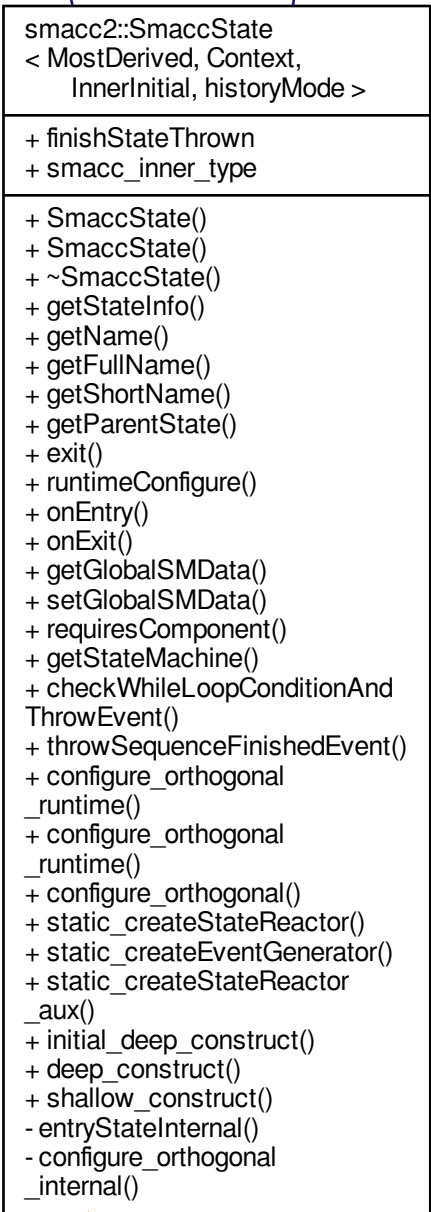 smacc2::SmaccState
< MostDerived, Context,
InnerInitial, historyMode >
+ finishStateThrown
+ smacc_inner_type
+ SmaccState()
+ SmaccState()
+ ~SmaccState()
+ getStateInfo()
+ getName()
+ getFullName()
+ getShortName()
+ getParentState()
+ exit()
+ runtimeConfigure()
+ onEntry()
+ onExit()
+ getGlobalSMData()
+ setGlobalSMData()
+ requiresComponent()
+ getStateMachine()
+ checkWhileLoopConditionAnd
ThrowEvent()
+ throwSequenceFinishedEvent()
+ configure_orthogonal
_runtime()
+ configure_orthogonal
_runtime()
+ configure_orthogonal()
+ static_createStateReactor()
+ static_createEventGenerator()
+ static_createStateReactor
_aux()
+ initial_deep_construct()
+ deep_construct()
+ shallow_construct()
- entryStateInternal()
- configure_orthogonal
_internal()